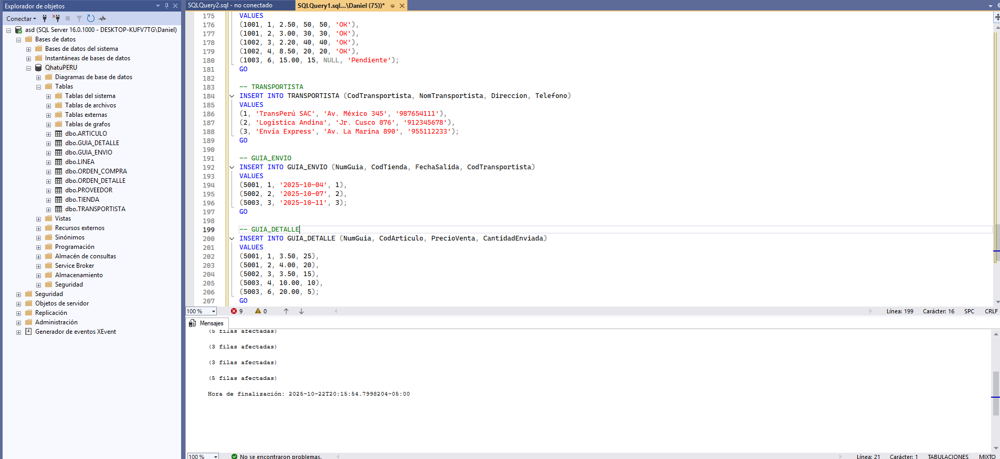 Explorador de objetos
Conectar
asd (SQL Server 16.0.1000 - DESKTOP-KUFV7TG\Daniel)
Bases de datos
Bases de datos del sistema
Instantáneas de bases de datos
QhatuPERU
Diagramas de base de datos
Tablas
Tablas del sistema
Tablas de archivos
Tablas externas
Tablas de grafos
dbo.ARTICULO
dbo.GUIA_DETALLE
dbo.GUIA_ENVIO
dbo.LINEA
dbo.ORDEN_COMPRA
dbo.ORDEN_DETALLE
dbo.PROVEEDOR
dbo.TIENDA
dbo.TRANSPORTISTA
Vistas
Recursos externos
Sinónimos
Programación
Almacén de consultas
Service Broker
Almacenamiento
Seguridad
Seguridad
Objetos de servidor
Replicación
Administración
Generador de eventos XEvent
SQLQuery2.sql - no conectado
SQLQuery1.sql...\Daniel (75))*
175 VALUES
176 (1001, 1, 2.50, 50, 50, 'OK'),
177 (1001, 2, 3.00, 30, 30, 'OK'),
178 (1002, 3, 2.20, 40, 40, 'OK'),
179 (1002, 4, 8.50, 20, 20, 'OK'),
180 (1003, 6, 15.00, 15, NULL, 'Pendiente');
181 GO
182
183 -- TRANSPORTISTA
184 INSERT INTO TRANSPORTISTA (CodTransportista, NomTransportista, Direccion, Telefono)
185 VALUES
186 (1, 'TransPerú SAC', 'Av. México 345', '987654111'),
187 (2, 'Logística Andina', 'Jr. Cusco 876', '912345678'),
188 (3, 'Envía Express', 'Av. La Marina 890', '955112233');
189 GO
190
191 -- GUIA_ENVIO
192 INSERT INTO GUIA_ENVIO (NumGuia, CodTienda, FechaSalida, CodTransportista)
193 VALUES
194 (5001, 1, '2025-10-04', 1),
195 (5002, 2, '2025-10-07', 2),
196 (5003, 3, '2025-10-11', 3);
197 GO
198
199 -- GUIA_DETALLE
200 INSERT INTO GUIA_DETALLE (NumGuia, CodArticulo, PrecioVenta, CantidadEnviada)
201 VALUES
202 (5001, 1, 3.50, 25),
203 (5001, 2, 4.00, 20),
204 (5002, 3, 3.50, 15),
205 (5003, 4, 10.00, 10),
206 (5003, 6, 20.00, 5);
207 GO
100 % 9 0 Línea: 199 Carácter: 16 SPC CRLF
Mensajes
(5 filas afectadas)
(3 filas afectadas)
(3 filas afectadas)
(5 filas afectadas)
Hora de finalización: 2025-10-22T20:15:54.7998204-05:00
100 % No se encontraron problemas. Línea: 21 Carácter: 1 TABULACIONES MIXTO